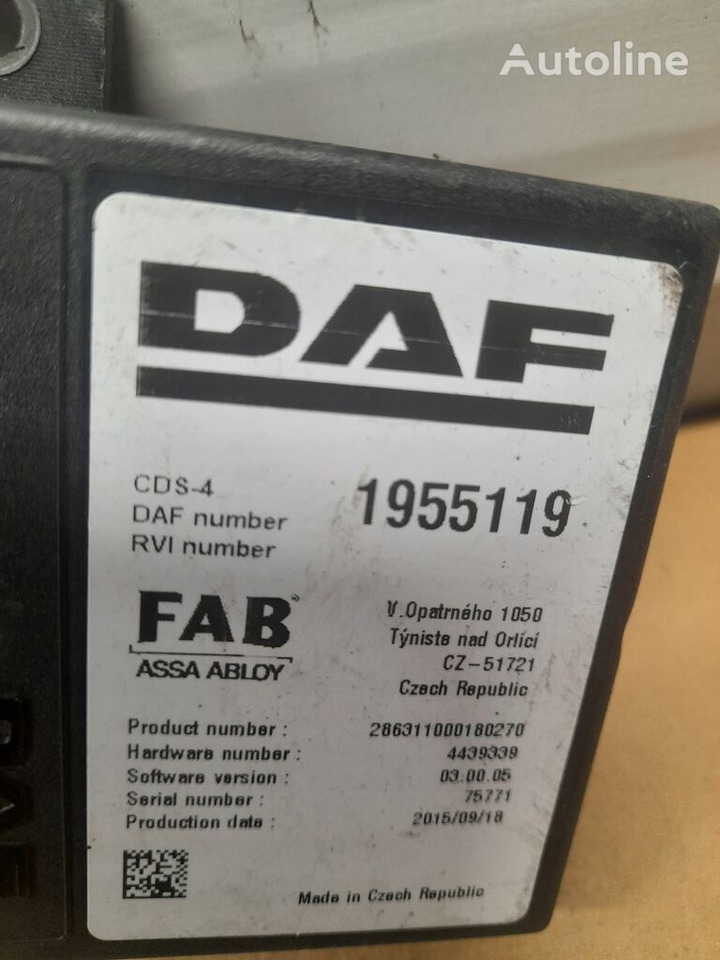 Autoline
DAF
CDS-4
DAF number 1955119
RVI number
FAB®
ASSA ABLOY
V.Opatrného 1050
Týniste nad Orlící
CZ-51721
Czech Republic
Product number : 286311000180270
Hardware number : 4439339
Software version : 03.00.05
Serial number : 75771
Production date : 2015/09/18
Made in Czech Republic